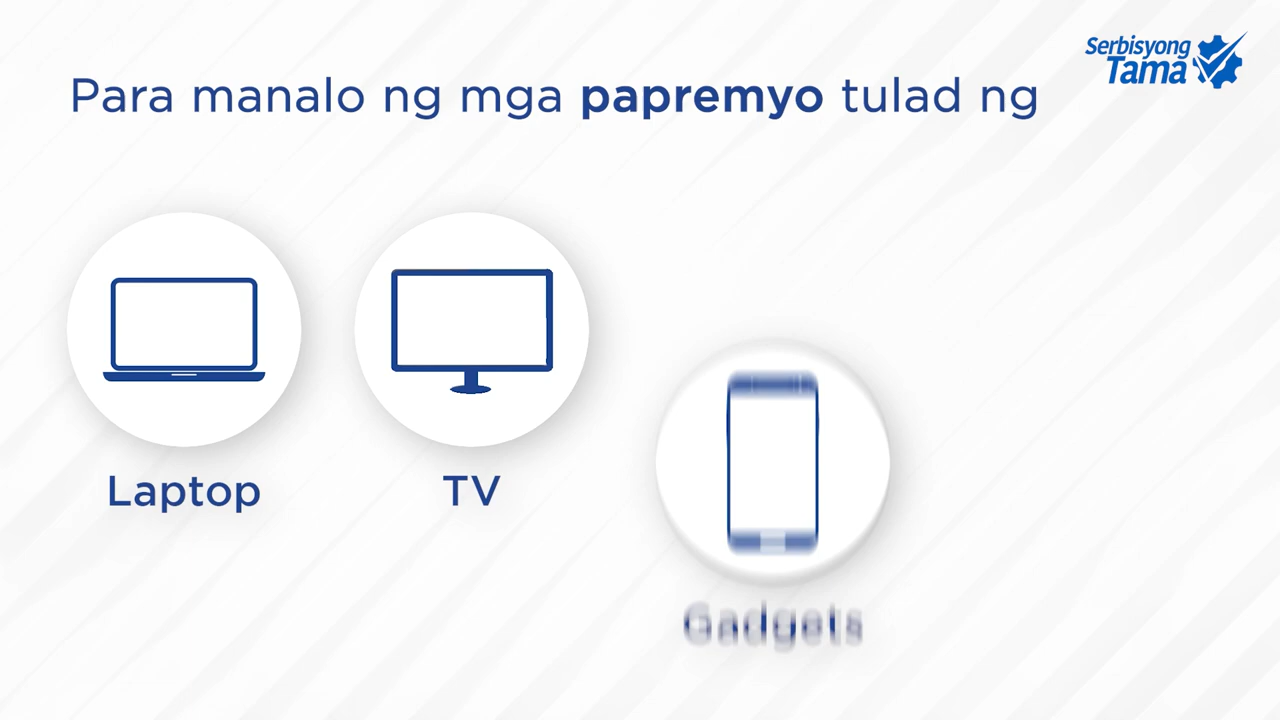 Serbisyong
Tama
Para manalo ng mga papremyo tulad ng
Laptop
TV
Gadgets